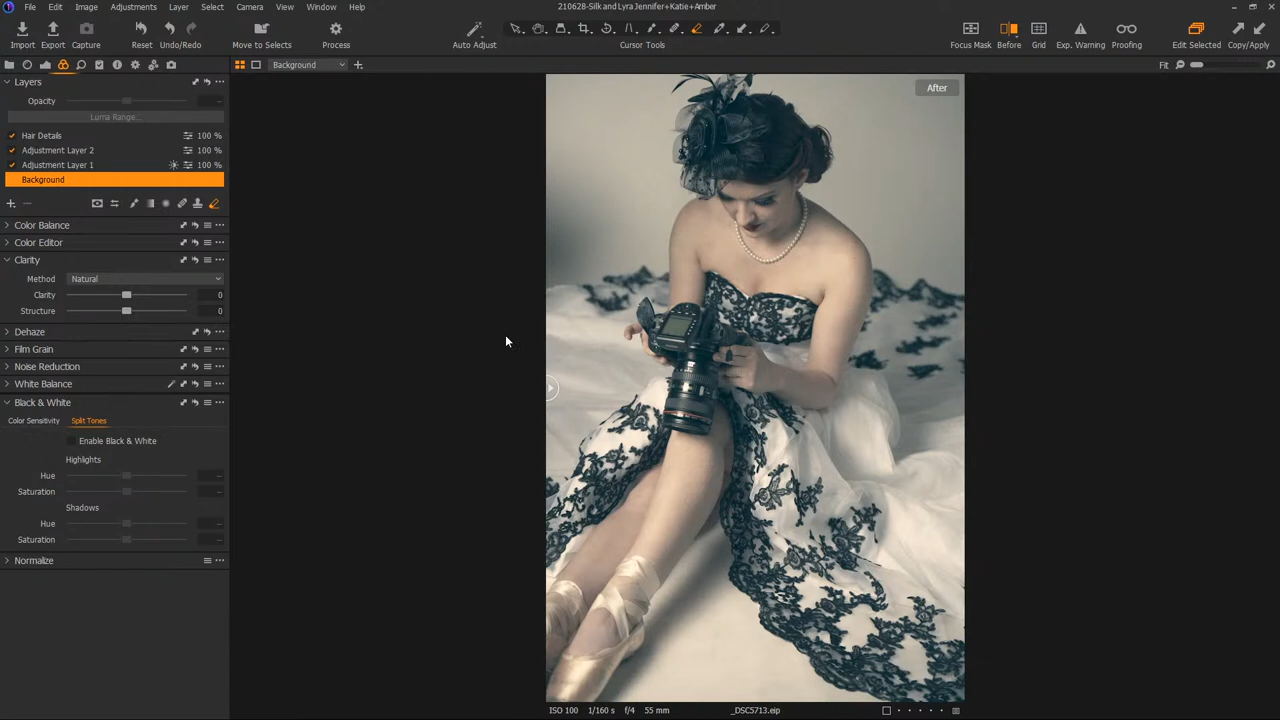 210628-Silk and Lyra Jennifer+Katie+Amber
File Edit Image Adjustments Layer Select Camera View Window Help
Import Export Capture Reset Undo/Redo Move to Selects Process Auto Adjust Cursor Tools Focus Mask Before Grid Exp. Warning Proofing Edit Selected Copy/Apply
Background
Fit
Layers
Opacity --
Luma Range...
Hair Details 100 %
Adjustment Layer 2 100 %
Adjustment Layer 1 100 %
Background
Color Balance
Color Editor
Clarity
Method Natural
Clarity 0
Structure 0
Dehaze
Film Grain
Noise Reduction
White Balance
Black & White
Color Sensitivity Split Tones
Enable Black & White
Highlights
Hue --
Saturation --
Shadows
Hue --
Saturation --
Normalize
After
ISO 100 1/160 s f/4 55 mm _DSC5713.eip